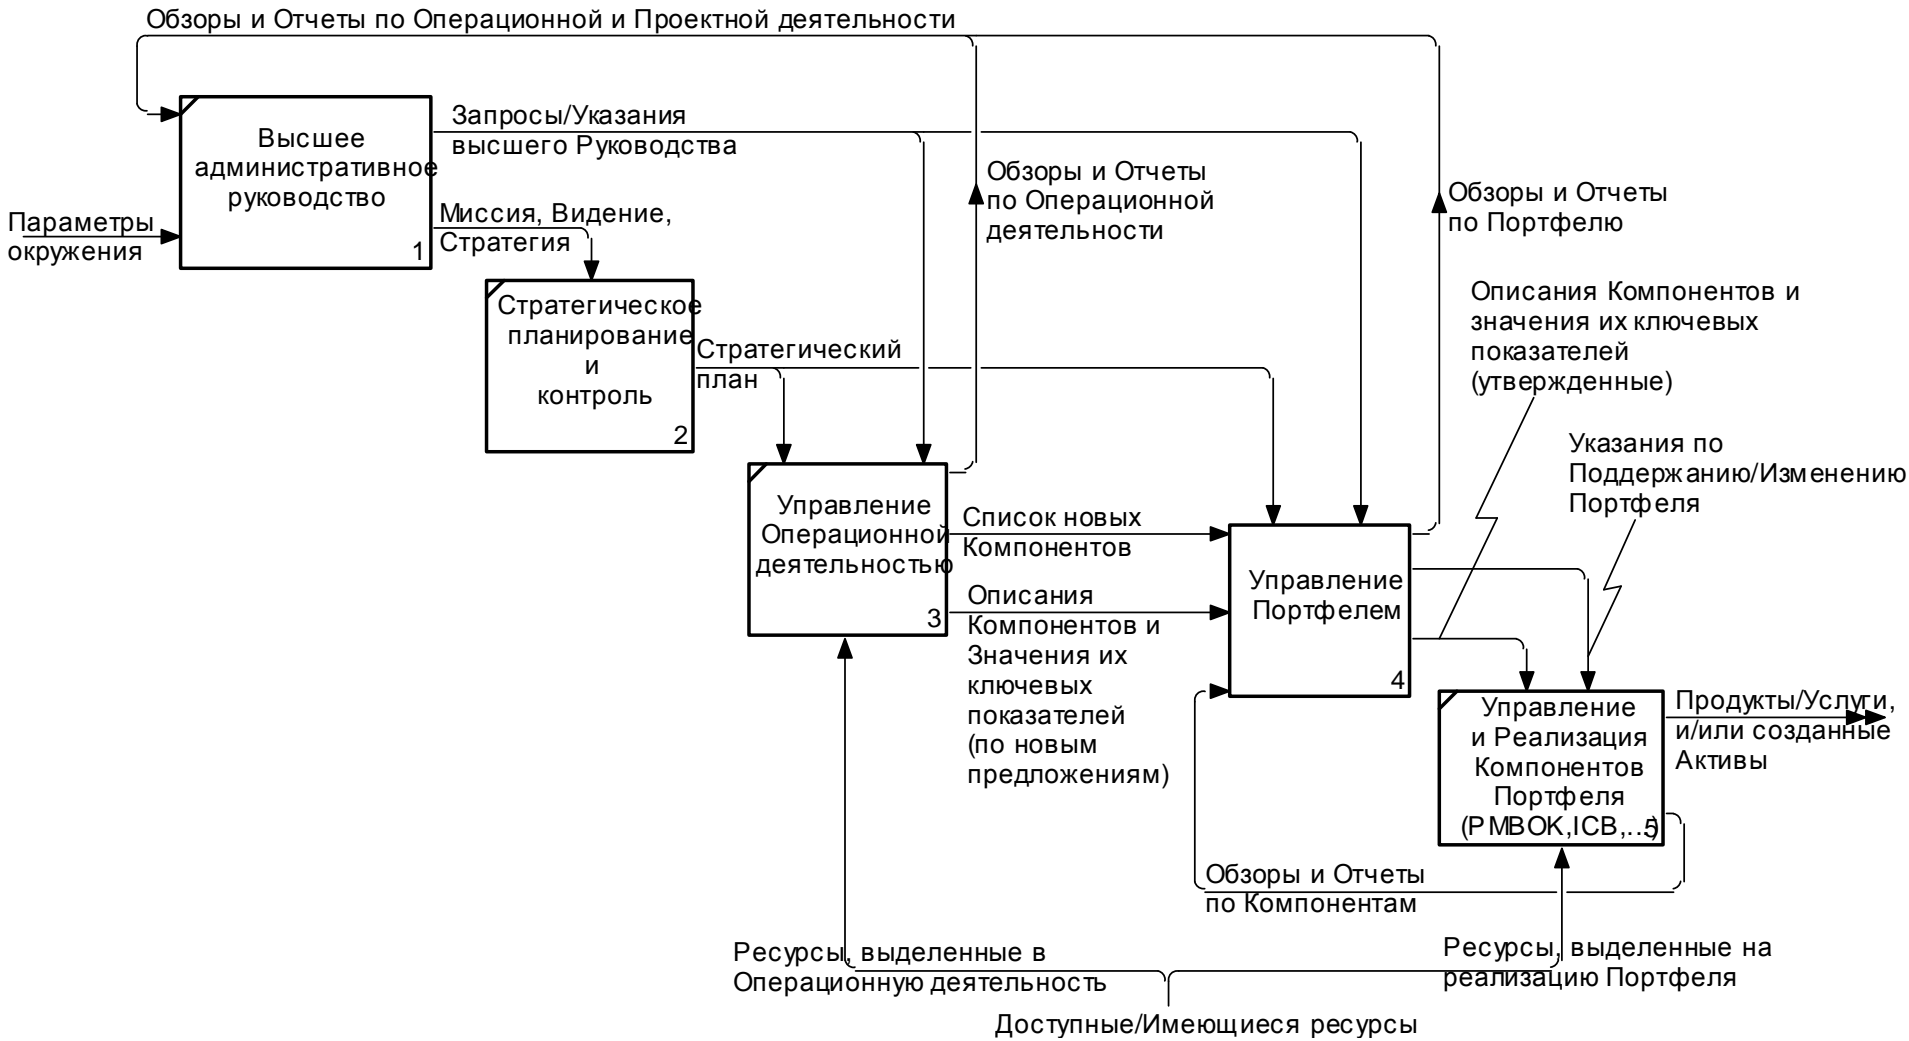 Обзоры и Отчеты по Операционной и Проектной деятельности
Запросы/Указания
высшего Руководства
Высшее
административное
руководство
1
Параметры
окружения
Миссия, Видение,
Стратегия
Обзоры и Отчеты
по Операционной
деятельности
Обзоры и Отчеты
по Портфелю
Стратегическое
планирование
и
контроль
2
Стратегический
план
Описания Компонентов и
значения их ключевых
показателей
(утвержденные)
Указания по
Поддержанию/Изменению
Портфеля
Управление
Операционной
деятельностью
3
Список новых
Компонентов
Описания
Компонентов и
Значения их
ключевых
показателей
(по новым
предложениям)
Управление
Портфелем
4
Управление
и Реализация
Компонентов
Портфеля
(PMBOK,ICB,...)
5
Продукты/Услуги,
и/или созданные
Активы
Обзоры и Отчеты
по Компонентам
Ресурсы, выделенные в
Операционную деятельность
Ресурсы, выделенные на
реализацию Портфеля
Доступные/Имеющиеся ресурсы